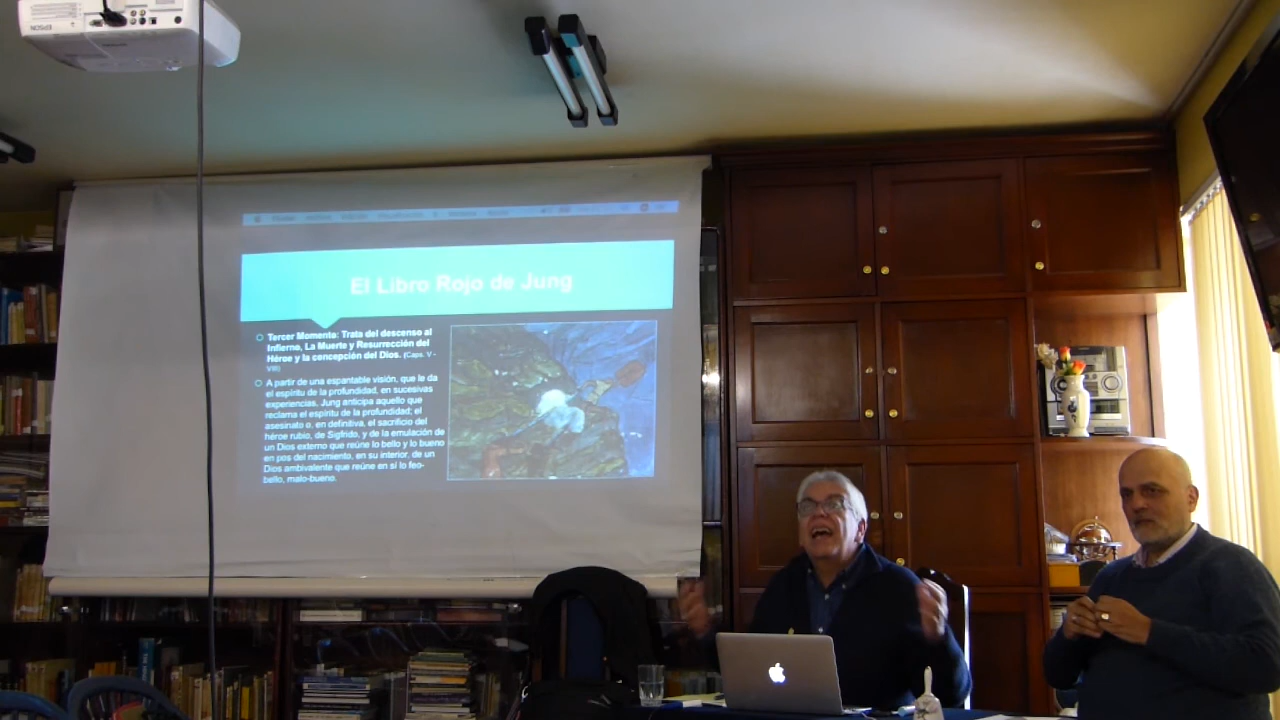 EPSON
El Libro Rojo de Jung
Tercer Momento: Trata del descenso al
Infierno, La Muerte y Resurrección del
Héroe y la concepción del Dios. (Caps. V -
VIII)
A partir de una espantable visión, que le da
el espíritu de la profundidad, en sucesivas
experiencias, Jung anticipa aquello que
reclama el espíritu de la profundidad; el
asesinato o, en definitiva, el sacrificio del
héroe rubio, de Sigfrido, y de la emulación de
un Dios externo que reúne lo bello y lo bueno
en pos del nacimiento, en su interior, de un
Dios ambivalente que reúne en sí lo feo-
bello, malo-bueno.